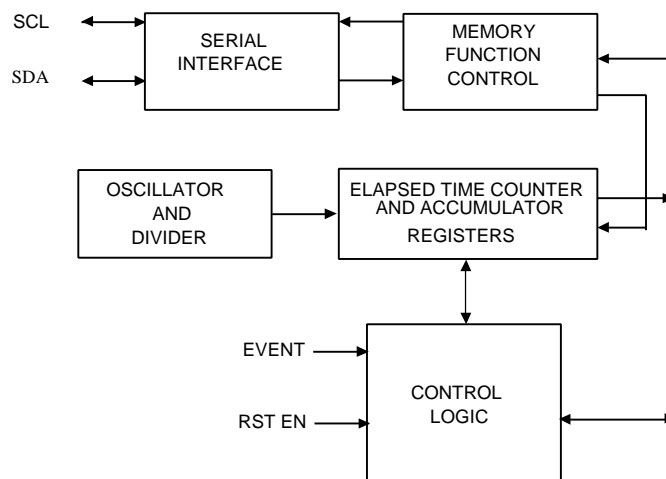 SCL
SDA
SERIAL
INTERFACE
MEMORY
FUNCTION
CONTROL
OSCILLATOR
AND
DIVIDER
ELAPSED TIME COUNTER
AND ACCUMULATOR
REGISTERS
EVENT
RST EN
CONTROL
LOGIC